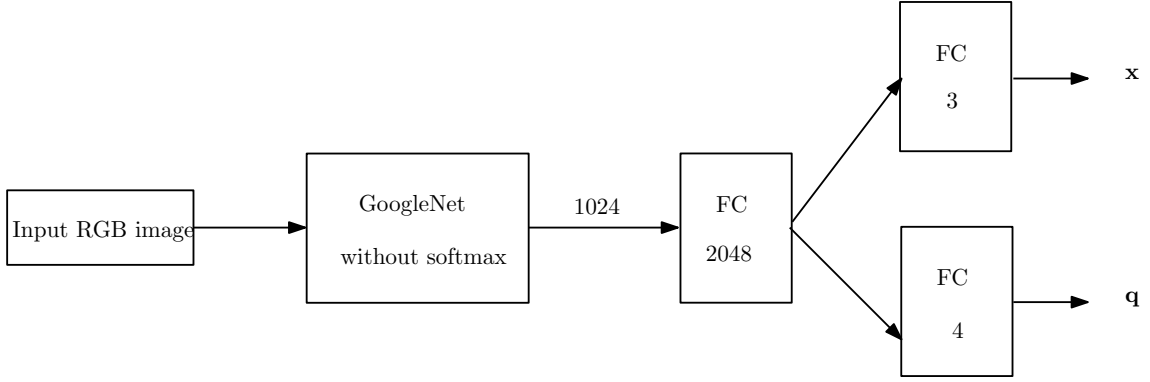 Input RGB image
GoogleNet
without softmax
1024
FC
2048
FC
3
x
FC
4
q